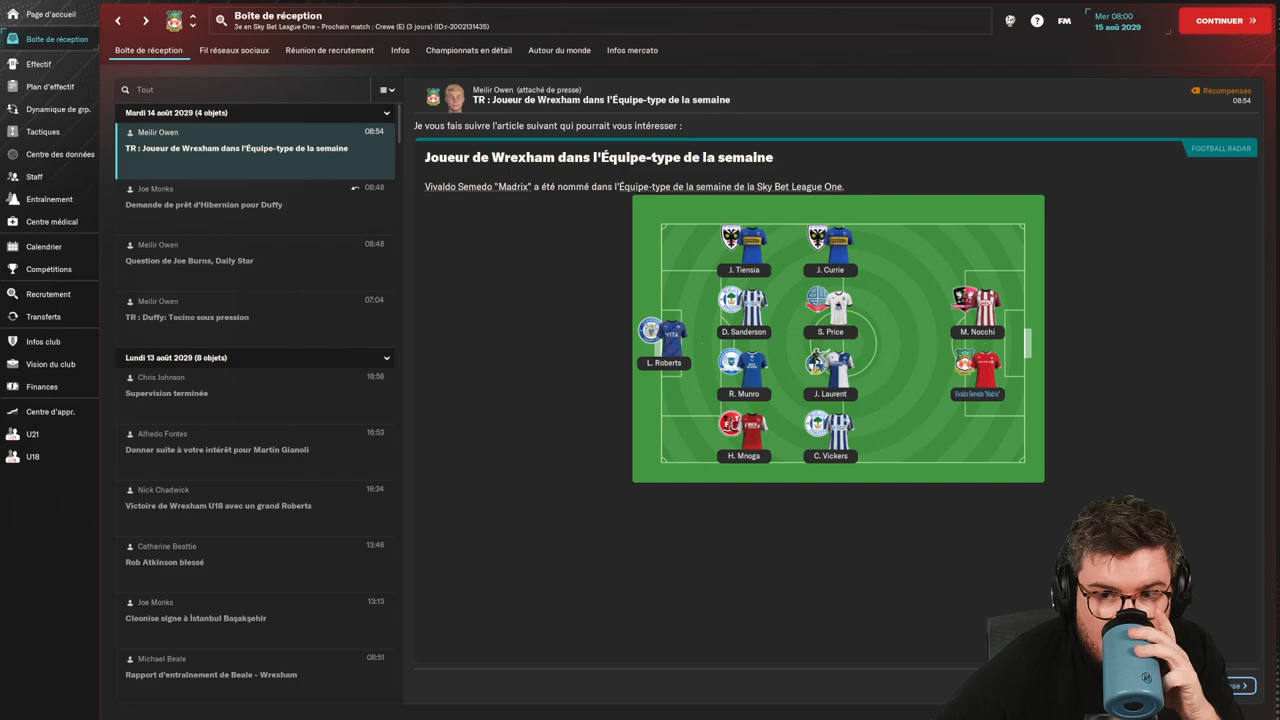 Page d'accueil
Boîte de réception
Effectif
Plan d'effectif
Dynamique de grp.
Tactiques
Centre des données
Staff
Entraînement
Centre médical
Calendrier
Compétitions
Recrutement
Transferts
Infos club
Vision du club
Finances
Centre d'appr.
U21
U18
Boîte de réception
3e en Sky Bet League One - Prochain match : Crewe (E) (3 jours) (ID:r-2002131435)
FM
Mer 08:00
15 aoû 2029
CONTINUER
Boîte de réception
Fil réseaux sociaux
Réunion de recrutement
Infos
Championnats en détail
Autour du monde
Infos mercato
Tout
Mardi 14 août 2029 (4 objets)
Meilir Owen 08:54
TR : Joueur de Wrexham dans l'Équipe-type de la semaine
Joe Monks 08:48
Demande de prêt d'Hibernian pour Duffy
Meilir Owen 08:48
Question de Joe Burns, Daily Star
Meilir Owen 07:04
TR : Duffy: Tocino sous pression
Lundi 13 août 2029 (8 objets)
Chris Johnson 16:56
Supervision terminée
Alfredo Fontes 16:53
Donner suite à votre intérêt pour Martín Gianoli
Nick Chadwick 16:34
Victoire de Wrexham U18 avec un grand Roberts
Catherine Beattie 13:46
Rob Atkinson blessé
Joe Monks 13:13
Cleonise signe à İstanbul Başakşehir
Michael Beale 08:51
Rapport d'entraînement de Beale - Wrexham
Meilir Owen (attaché de presse)
TR : Joueur de Wrexham dans l'Équipe-type de la semaine
Récompenses
08:54
Je vous fais suivre l'article suivant qui pourrait vous intéresser :
FOOTBALL RADAR
Joueur de Wrexham dans l'Équipe-type de la semaine
Vivaldo Semedo "Madrix" a été nommé dans l'Équipe-type de la semaine de la Sky Bet League One.
J. Tiensia
J. Currie
D. Sanderson
S. Price
M. Nocchi
VITA
L. Roberts
R. Munro
J. Laurent
Vivaldo Semedo "Madrix"
H. Mnoga
C. Vickers